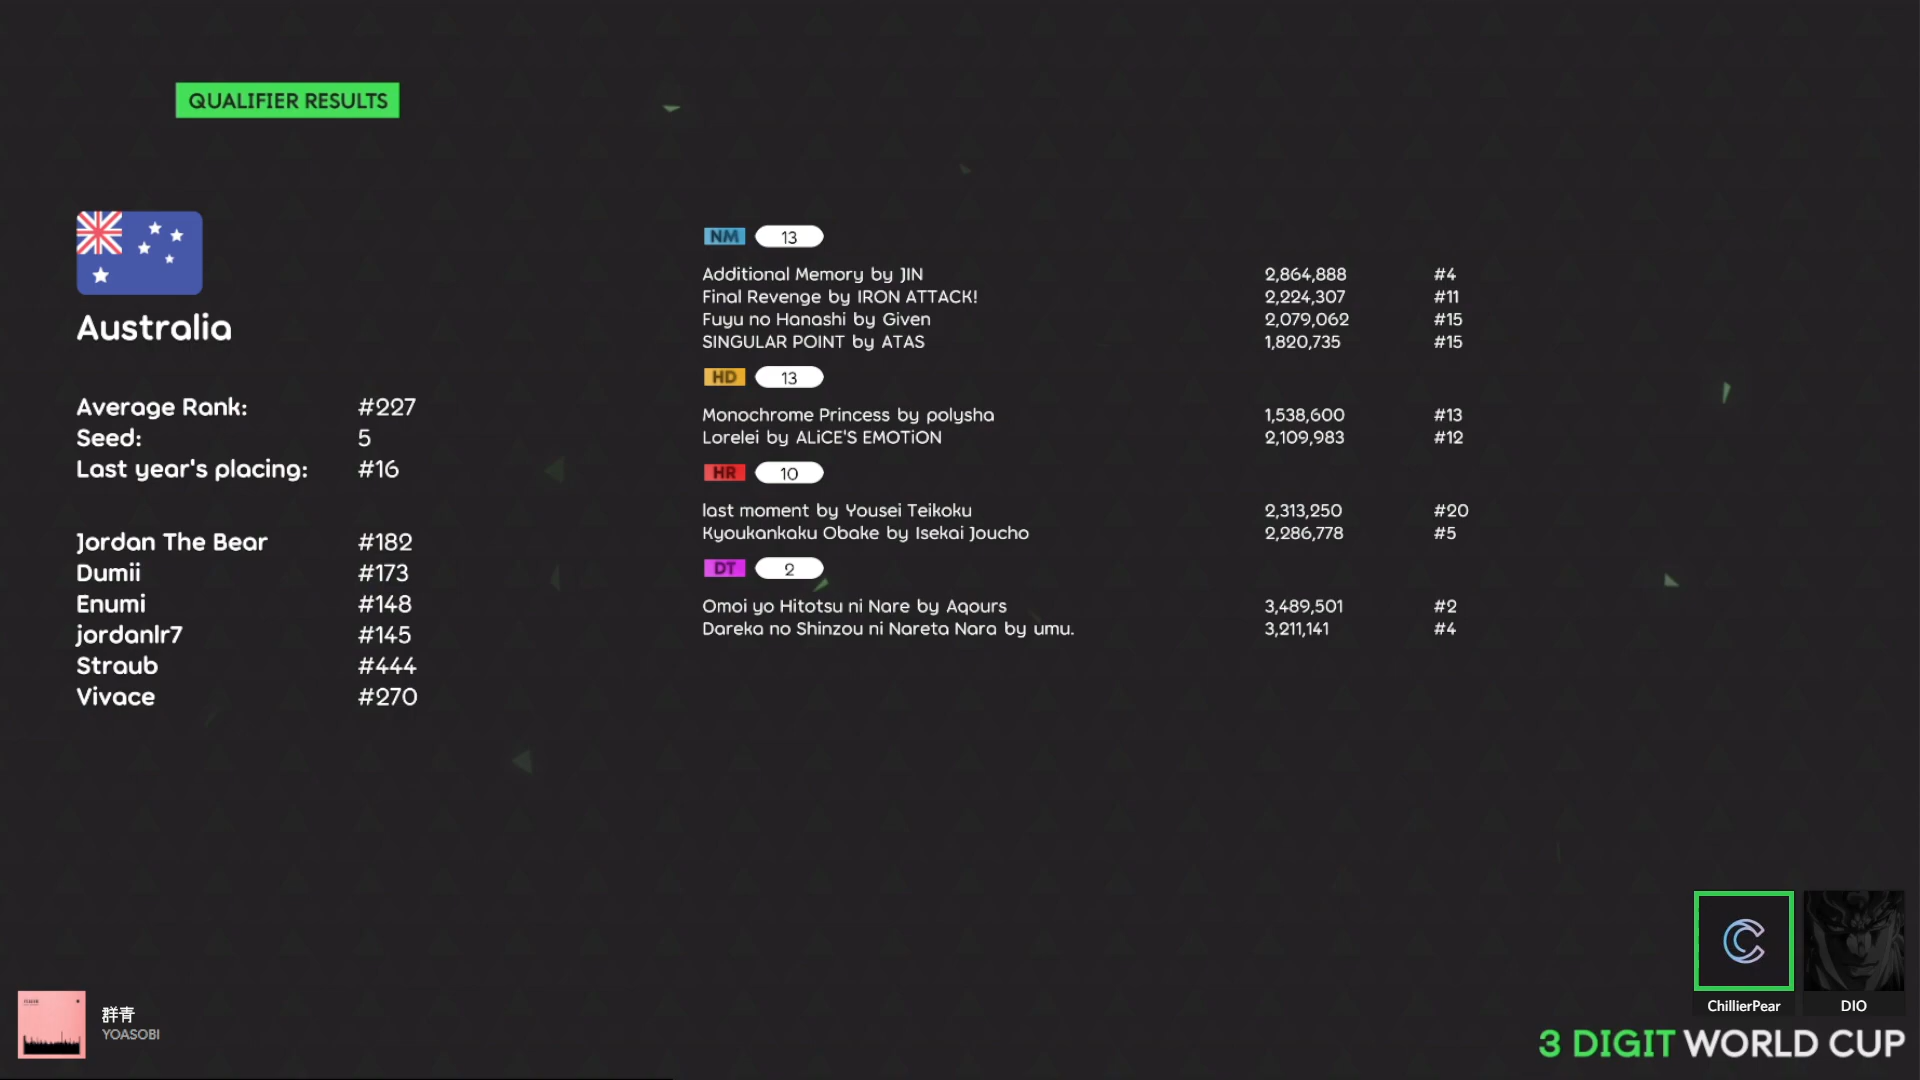 QUALIFIER RESULTS
Australia
Average Rank: #227
Seed: 5
Last year's placing: #16
Jordan The Bear #182
Dumii #173
Enumi #148
jordanlr7 #145
Straub #444
Vivace #270
NM 13
Additional Memory by JIN 2,864,888 #4
Final Revenge by IRON ATTACK! 2,224,307 #11
Fuyu no Hanashi by Given 2,079,062 #15
SINGULAR POINT by ATAS 1,820,735 #15
HD 13
Monochrome Princess by polysha 1,538,600 #13
Lorelei by ALiCE'S EMOTiON 2,109,983 #12
HR 10
last moment by Yousei Teikoku 2,313,250 #20
Kyoukankaku Obake by Isekai Joucho 2,286,778 #5
DT 2
Omoi yo Hitotsu ni Nare by Aqours 3,489,501 #2
Dareka no Shinzou ni Nareta Nara by umu. 3,211,141 #4
群青
YOASOBI
ChillierPear
DIO
3 DIGIT WORLD CUP